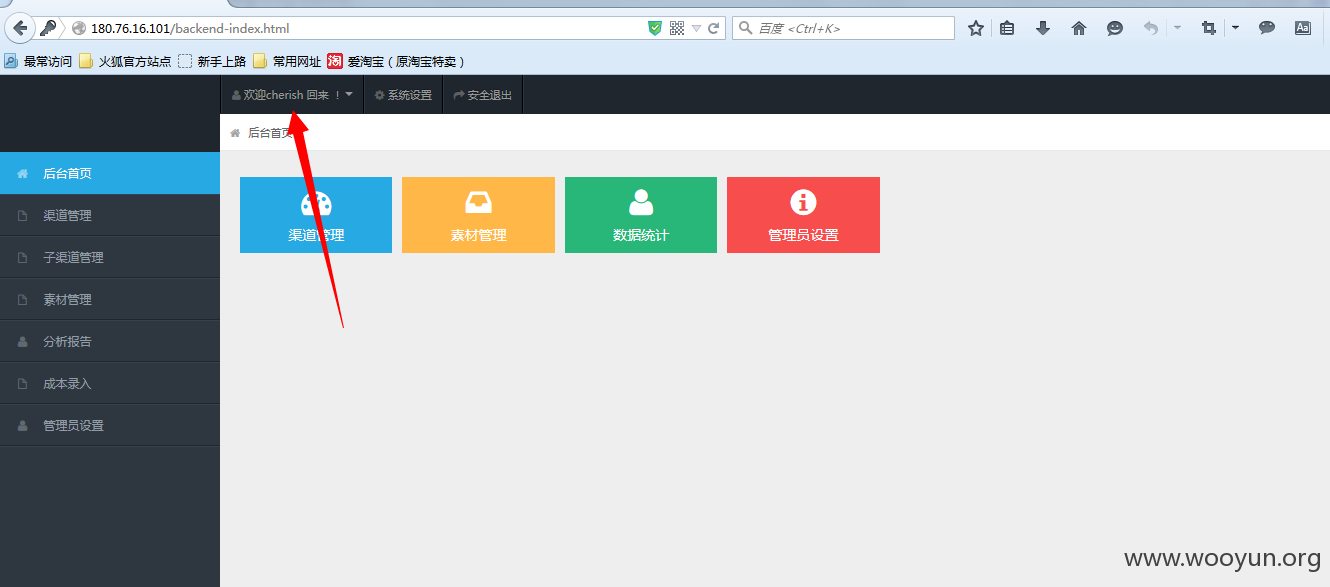 180.76.16.101/backend-index.html
百度 <Ctrl+K>
最常访问 火狐官方站点 新手上路 常用网址 淘 爱淘宝（原淘宝特卖）
欢迎cherish 回来 ！ 系统设置 安全退出
后台首页
后台首页
渠道管理
子渠道管理
素材管理
分析报告
成本录入
管理员设置
渠道管理 素材管理 数据统计 管理员设置
www.wooyun.org